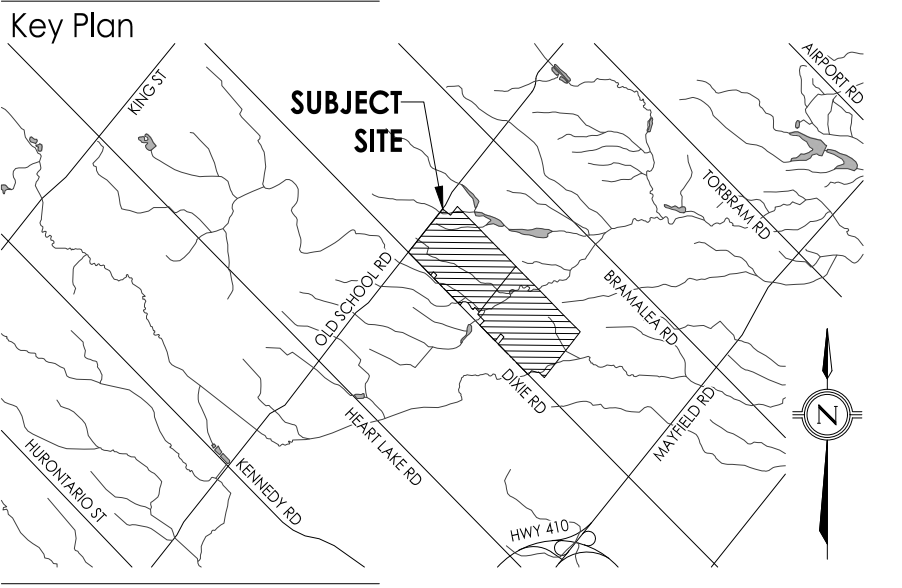 Key Plan
KING ST
AIRPORT RD
SUBJECT
SITE
TORBRAM RD
OLD SCHOOL RD
BRAMALEA RD
DIXIE RD
MAYFIELD RD
HEART LAKE RD
N
HURONTARIO ST
KENNEDY RD
HWY 410